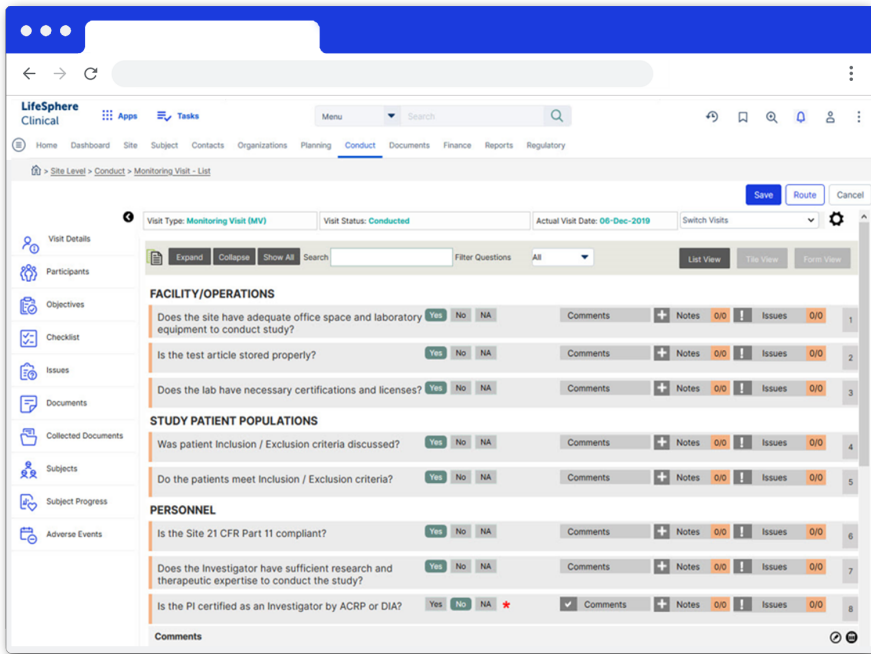 LifeSphere
Clinical
Apps
Tasks
Menu
Search
Home Dashboard Site Subject Contacts Organizations Planning Conduct Documents Finance Reports Regulatory
> Site Level > Conduct > Monitoring Visit - List
Save Route Cancel
Visit Type: Monitoring Visit (MV) Visit Status: Conducted Actual Visit Date: 06-Dec-2019 Switch Visits
Visit Details
Participants
Objectives
Checklist
Issues
Documents
Collected Documents
Subjects
Subject Progress
Adverse Events
Expand Collapse Show All Search Filter Questions All List View Tile View Form View
FACILITY/OPERATIONS
Does the site have adequate office space and laboratory
equipment to conduct study?
Yes No NA Comments Notes 0/0 Issues 0/0 1
Is the test article stored properly? Yes No NA Comments Notes 0/0 Issues 0/0 2
Does the lab have necessary certifications and licenses? Yes No NA Comments Notes 0/0 Issues 0/0 3
STUDY PATIENT POPULATIONS
Was patient Inclusion / Exclusion criteria discussed? Yes No NA Comments Notes 0/0 Issues 0/0 4
Do the patients meet Inclusion / Exclusion criteria? Yes No NA Comments Notes 0/0 Issues 0/0 5
PERSONNEL
Is the Site 21 CFR Part 11 compliant? Yes No NA Comments Notes 0/0 Issues 0/0 6
Does the Investigator have sufficient research and
therapeutic expertise to conduct the study?
Yes No NA Comments Notes 0/0 Issues 0/0 7
Is the PI certified as an Investigator by ACRP or DIA? Yes No NA * Comments Notes 0/0 Issues 0/0 8
Comments